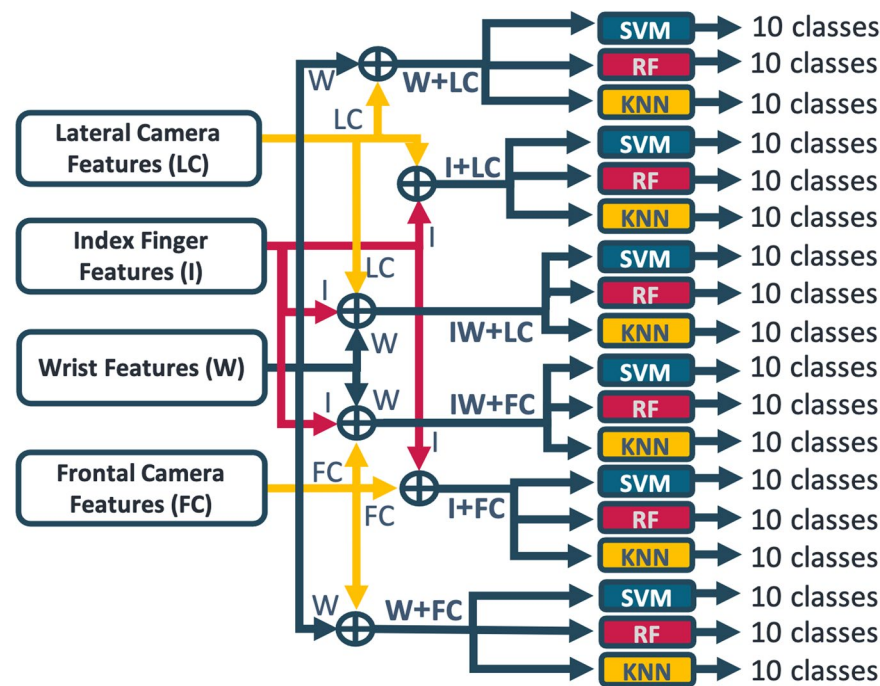 SVM 10 classes
W W+LC RF 10 classes
LC KNN 10 classes
Lateral Camera
Features (LC)
SVM 10 classes
I+LC RF 10 classes
KNN 10 classes
Index Finger
Features (I)
I
LC
SVM 10 classes
I RF 10 classes
IW+LC KNN 10 classes
W
Wrist Features (W)
SVM 10 classes
I W IW+FC RF 10 classes
KNN 10 classes
I
Frontal Camera
Features (FC)
FC SVM 10 classes
FC I+FC RF 10 classes
KNN 10 classes
W W+FC SVM 10 classes
RF 10 classes
KNN 10 classes